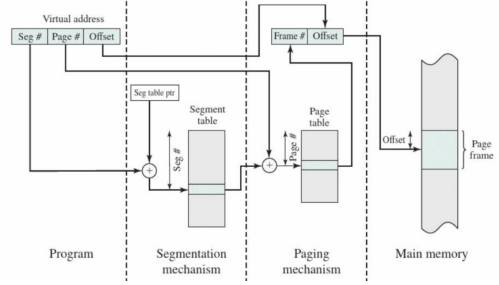 Virtual address
Seg # Page # Offset
Frame # Offset
Seg table ptr
Segment
table
Page
table
Seg #
Page #
Offset
Page
frame
Program
Segmentation
mechanism
Paging
mechanism
Main memory